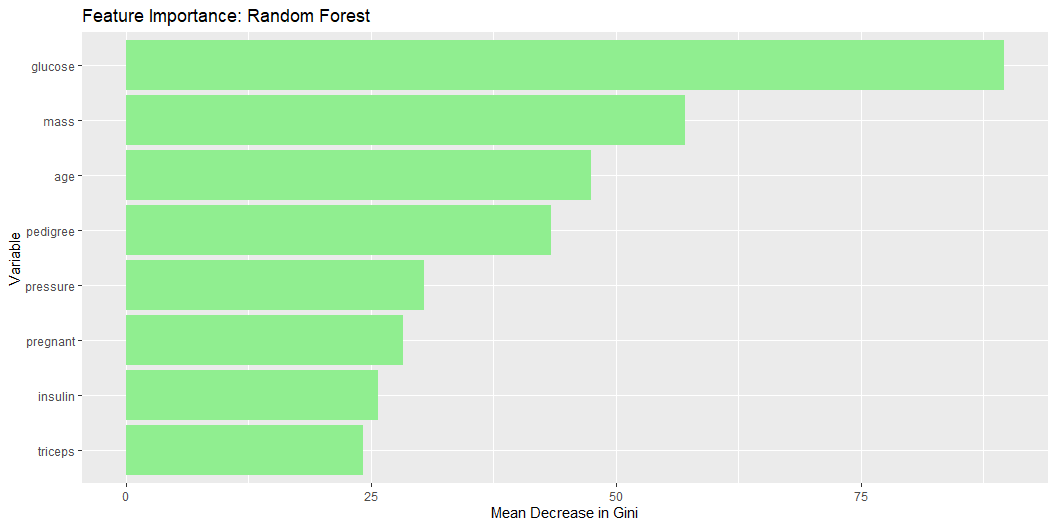 Feature Importance: Random Forest
glucose
mass
age
pedigree
pressure
pregnant
insulin
triceps
Variable
0 25 50 75
Mean Decrease in Gini